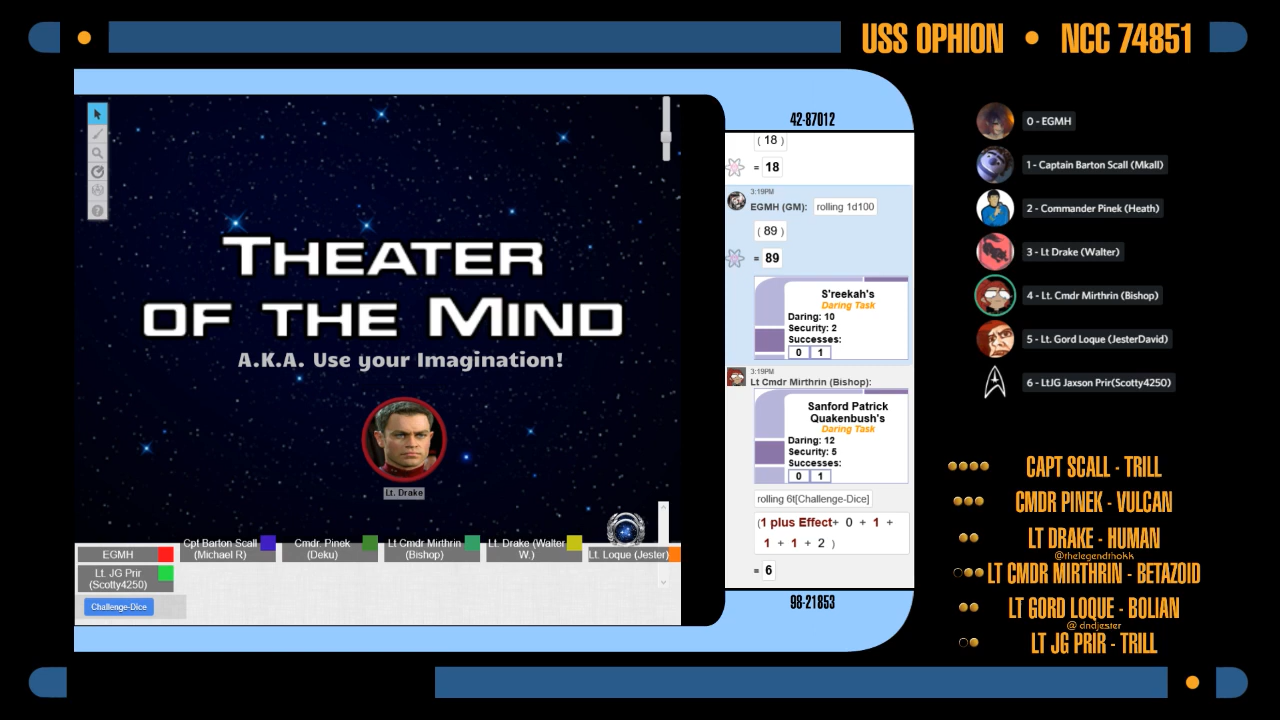 USS OPHION • NCC 74851
42-87012
( 18 )
= 18
3:19PM
EGMH (GM): rolling 1d100
( 89 )
= 89
S'reekah's
Daring Task
Daring: 10
Security: 2
Successes:
0 1
3:19PM
Lt Cmdr Mirthrin (Bishop):
Sanford Patrick
Quakenbush's
Daring Task
Daring: 12
Security: 5
Successes:
0 1
rolling 6t[Challenge-Dice]
(1 plus Effect+ 0 + 1 +
1 + 1 + 2 )
= 6
98-21853
THEATER
OF THE MIND
A.K.A. Use your Imagination!
Lt. Drake
EGMH
Cpt Barton Scall
(Michael R)
Cmdr. Pinek
(Deku)
Lt Cmdr Mirthrin
(Bishop)
Lt. Drake (Walter
W.)
Lt. Loque (Jester)
Lt. JG Prir
(Scotty4250)
Challenge-Dice
0 - EGMH
1 - Captain Barton Scall (Mkall)
2 - Commander Pinek (Heath)
3 - Lt Drake (Walter)
4 - Lt. Cmdr Mirthrin (Bishop)
5 - Lt. Gord Loque (JesterDavid)
6 - LtJG Jaxson Prir(Scotty4250)
CAPT SCALL - TRILL
CMDR PINEK - VULCAN
LT DRAKE - HUMAN
@thelegendthokk
LT CMDR MIRTHRIN - BETAZOID
LT GORD LOQUE - BOLIAN
@ dndjester
LT JG PRIR - TRILL